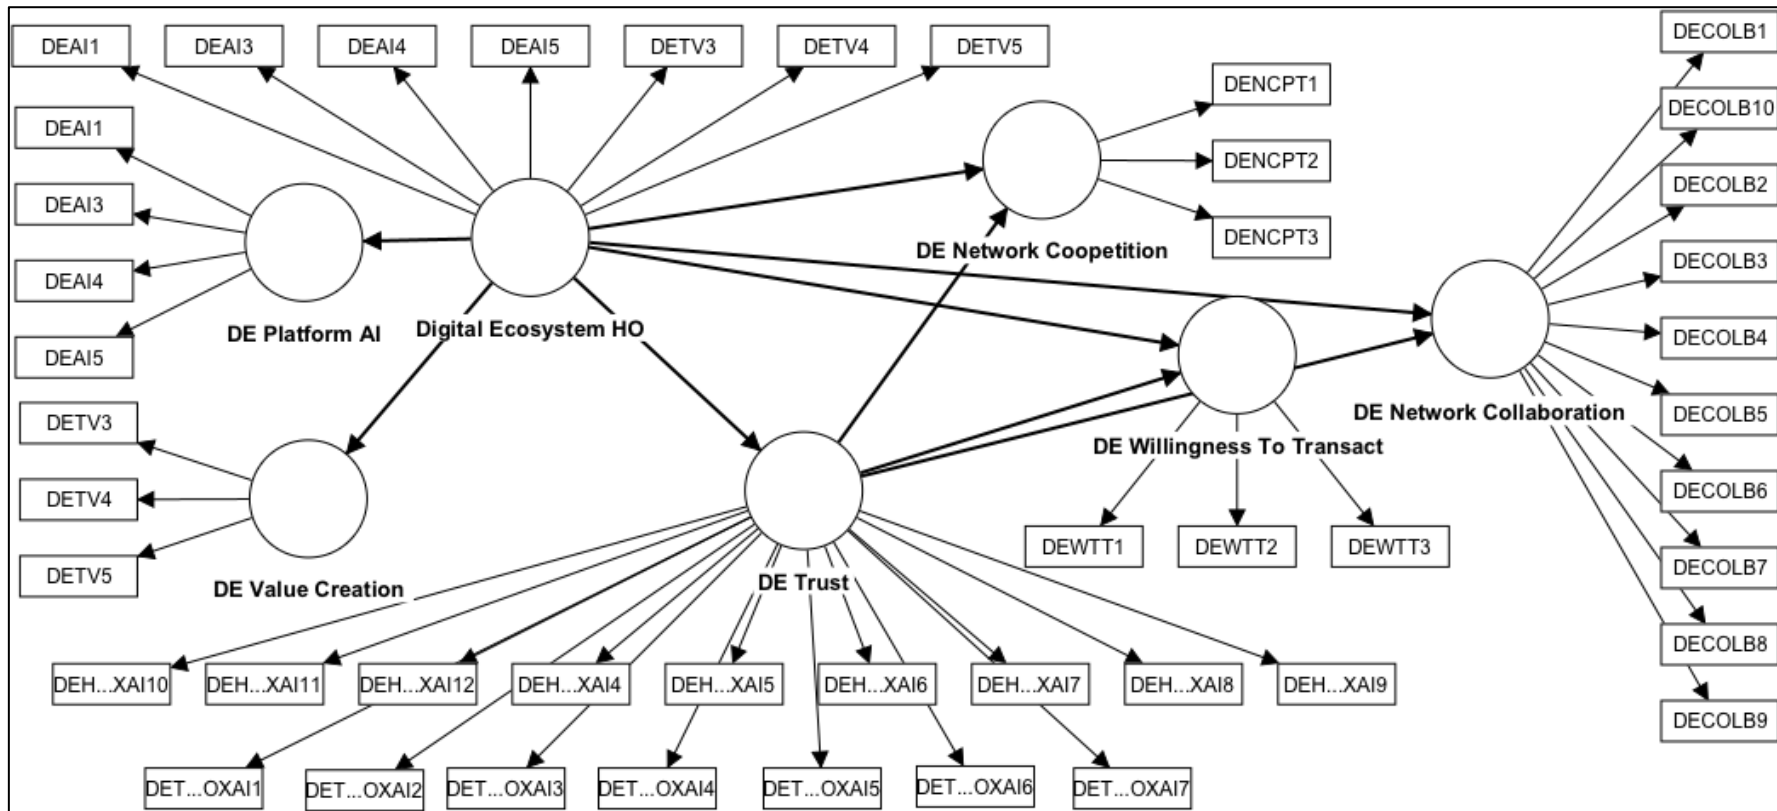 DEAI1
DEAI3
DEAI4
DEAI5
DETV3
DETV4
DETV5
DEAI1
DEAI3
DEAI4
DEAI5
DE Platform AI
Digital Ecosystem HO
DETV3
DETV4
DETV5
DE Value Creation
DENCPT1
DENCPT2
DENCPT3
DE Network Coopetition
DECOLB1
DECOLB10
DECOLB2
DECOLB3
DECOLB4
DECOLB5
DECOLB6
DECOLB7
DECOLB8
DECOLB9
DE Network Collaboration
DE Willingness To Transact
DEWTT1
DEWTT2
DEWTT3
DE Trust
DEH...XAI10
DEH...XAI11
DEH...XAI12
DEH...XAI4
DEH...XAI5
DEH...XAI6
DEH...XAI7
DEH...XAI8
DEH...XAI9
DET...OXAI1
DET...OXAI2
DET...OXAI3
DET...OXAI4
DET...OXAI5
DET...OXAI6
DET...OXAI7